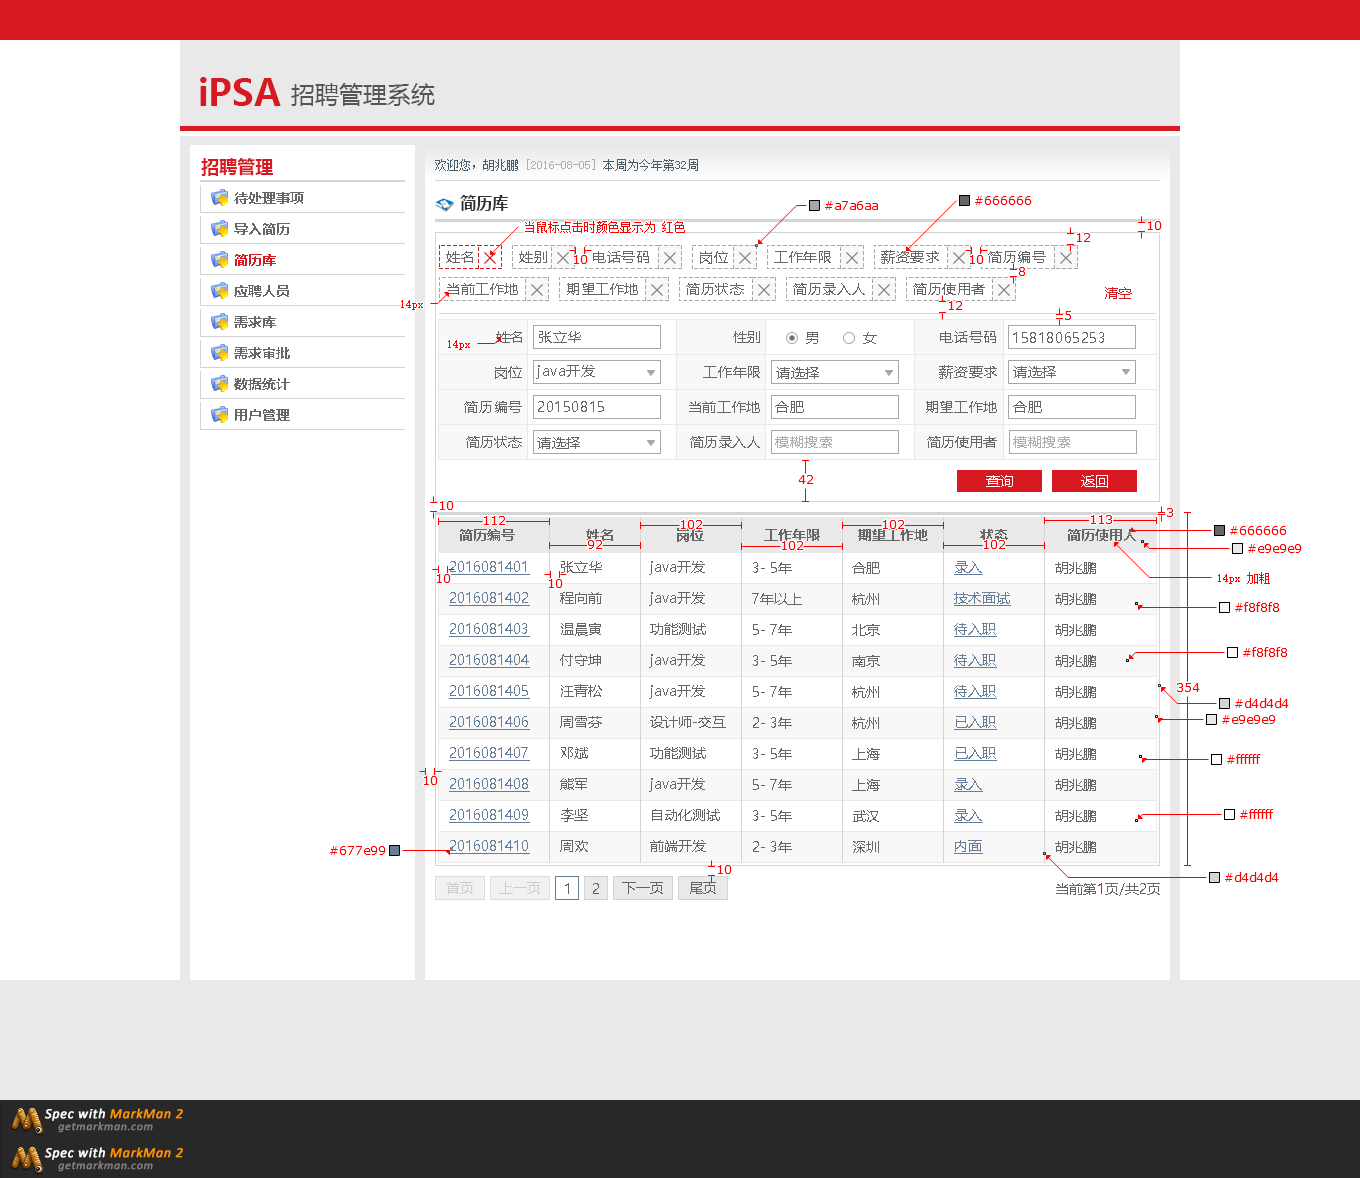 iPSA 招聘管理系统
招聘管理
待处理事项
导入简历
简历库
应聘人员
需求库
需求审批
数据统计
用户管理
欢迎您，胡兆鹏 [2016-08-05] 本周为今年第32周
简历库
#a7a6aa
#666666
10
当鼠标点击时颜色显示为 红色
12
姓名
姓别
10
电话号码
岗位
工作年限
薪资要求
10
简历编号
8
当前工作地
期望工作地
简历状态
简历录入人
简历使用者
清空
14px
12
5
14px
姓名 张立华
性别 男 女
电话号码 15818065253
岗位 java开发
工作年限 请选择
薪资要求 请选择
简历编号 20150815
当前工作地 合肥
期望工作地 合肥
简历状态 请选择
简历录入人 模糊搜索
简历使用者 模糊搜索
42
查询 返回
10
3
112 92 102 102 102 102 113
简历编号 姓名 岗位 工作年限 期望工作地 状态 简历使用人
#666666
#e9e9e9
2016081401 张立华 java开发 3- 5年 合肥 录入 胡兆鹏
10 10
14px 加粗
2016081402 程向前 java开发 7年以上 杭州 技术面试 胡兆鹏
#f8f8f8
2016081403 温晨寅 功能测试 5- 7年 北京 待入职 胡兆鹏
2016081404 付守坤 java开发 3- 5年 南京 待入职 胡兆鹏
#f8f8f8
2016081405 汪青松 java开发 5- 7年 杭州 待入职 胡兆鹏
354
#d4d4d4
2016081406 周雪芬 设计师-交互 2- 3年 杭州 已入职 胡兆鹏
#e9e9e9
2016081407 邓斌 功能测试 3- 5年 上海 已入职 胡兆鹏
#ffffff
10
2016081408 熊军 java开发 5- 7年 上海 录入 胡兆鹏
2016081409 李坚 自动化测试 3- 5年 武汉 录入 胡兆鹏
#ffffff
2016081410 周欢 前端开发 2- 3年 深圳 内面 胡兆鹏
#677e99
10
#d4d4d4
首页 上一页 1 2 下一页 尾页
当前第1页/共2页
Spec with MarkMan 2
getmarkman.com
Spec with MarkMan 2
getmarkman.com